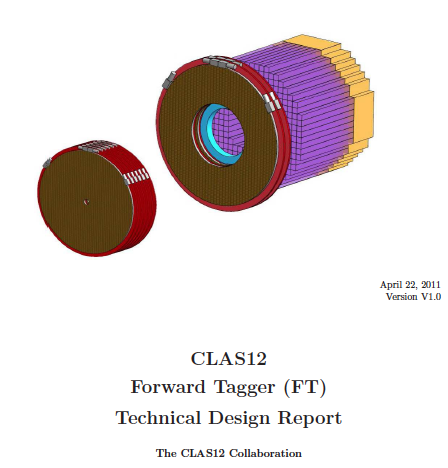 April 22, 2011
Version V1.0
CLAS12
Forward Tagger (FT)
Technical Design Report
The CLAS12 Collaboration